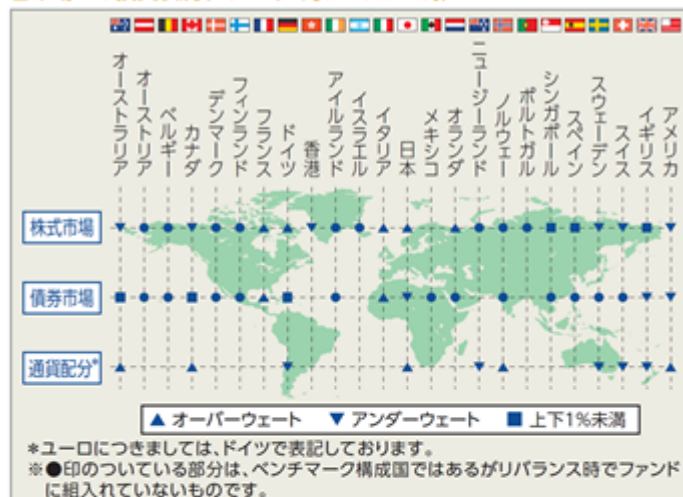 オーストラリア
オーストリア
ベルギー
カナダ
デンマーク
フィンランド
フランス
ドイツ
香港
アイルランド
イスラエル
イタリア
日本
メキシコ
オランダ
ニュージーランド
ノルウェー
ポルトガル
シンガポール
スペイン
スウェーデン
スイス
イギリス
アメリカ
株式市場
債券市場
通貨配分*
▲ オーバーウェート ▼ アンダーウェート ■ 上下1%未満
*ユーロにつきましては、ドイツで表記しております。
※●印のついている部分は、ベンチマーク構成国ではあるがリバランス時でファンド
に組入れていないものです。